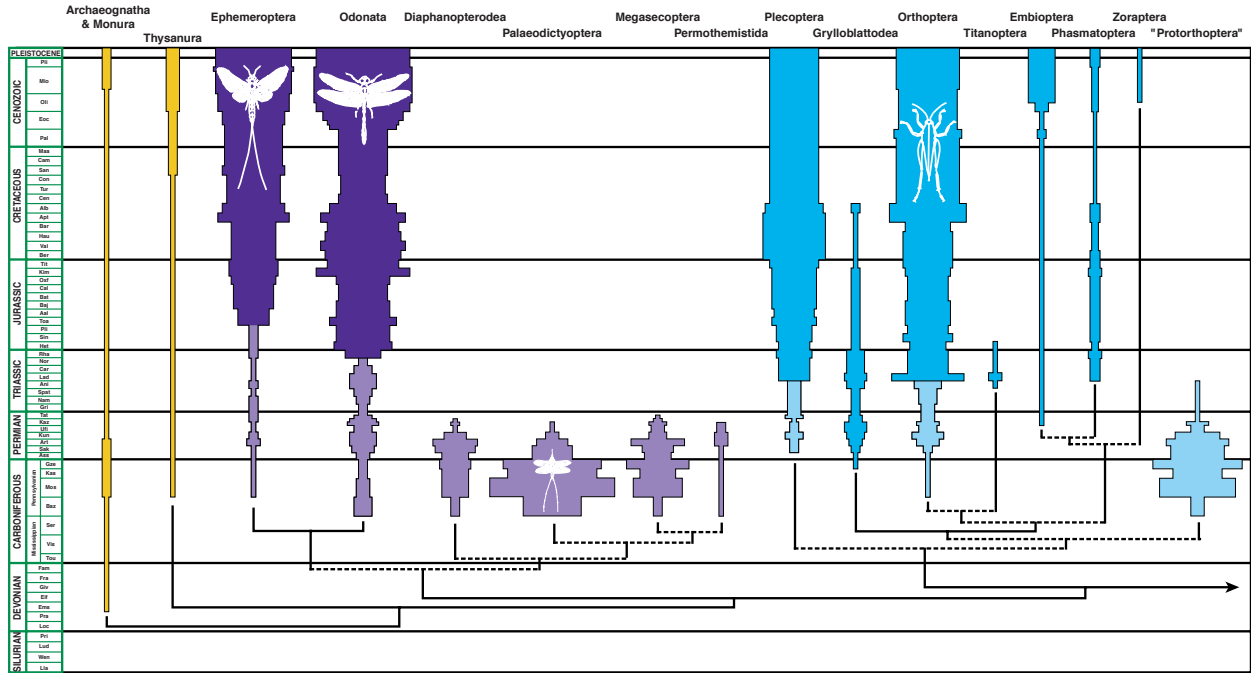 Archaeognatha
& Monura
Thysanura
Ephemeroptera
Odonata
Diaphanopterodea
Palaeodictyoptera
Megasecoptera
Permothemistida
Plecoptera
Grylloblattodea
Orthoptera
Titanoptera
Embioptera
Phasmatoptera
Zoraptera
"Protorthoptera"
PLEISTOCENE
CENOZOIC
Pli
Mio
Oli
Eoc
Pal
CRETACEOUS
Maa
Cam
San
Con
Tur
Cen
Alb
Apt
Bar
Hau
Val
Ber
JURASSIC
Tit
Kim
Oxf
Cal
Bat
Baj
Aal
Toa
Pli
Sin
Het
TRIASSIC
Rha
Nor
Car
Lad
Ani
Spat
Nam
Gri
PERMIAN
Tat
Kaz
Ufi
Kun
Art
Sak
Ass
CARBONIFEROUS
Pennsylvanian
Gze
Kas
Mos
Baz
Mississippian
Ser
Vis
Tou
DEVONIAN
Fam
Fra
Giv
Eif
Ems
Pra
Loc
SILURIAN
Pri
Lud
Wen
Lla